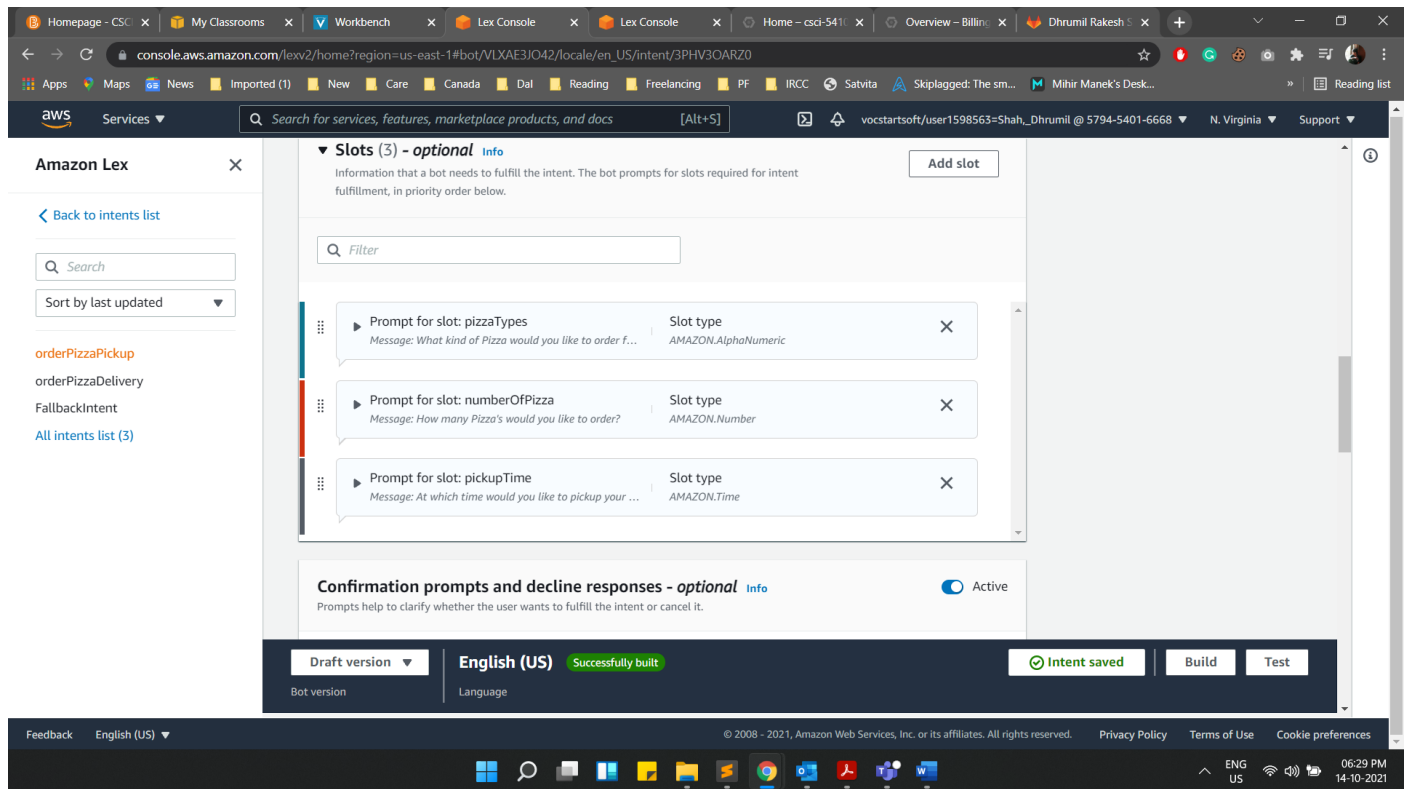 Homepage - CSCI
My Classrooms
Workbench
Lex Console
Lex Console
Home – csci-5410
Overview – Billing
Dhrumil Rakesh S
console.aws.amazon.com/lexv2/home?region=us-east-1#bot/VLXAE3JO42/locale/en_US/intent/3PHV3OARZ0
Apps
Maps
News
Imported (1)
New
Care
Canada
Dal
Reading
Freelancing
PF
IRCC
Satvita
Skiplagged: The sm...
Mihir Manek's Desk...
»
Reading list
aws
Services ▼
Search for services, features, marketplace products, and docs
[Alt+S]
vocstartsoft/user1598563=Shah,_Dhrumil @ 5794-5401-6668 ▼
N. Virginia ▼
Support ▼
Amazon Lex
Back to intents list
Search
Sort by last updated
orderPizzaPickup
orderPizzaDelivery
FallbackIntent
All intents list (3)
Slots (3) - optional Info
Information that a bot needs to fulfill the intent. The bot prompts for slots required for intent
fulfillment, in priority order below.
Add slot
Filter
Prompt for slot: pizzaTypes
Message: What kind of Pizza would you like to order f...
Slot type
AMAZON.AlphaNumeric
Prompt for slot: numberOfPizza
Message: How many Pizza's would you like to order?
Slot type
AMAZON.Number
Prompt for slot: pickupTime
Message: At which time would you like to pickup your ...
Slot type
AMAZON.Time
Confirmation prompts and decline responses - optional Info
Prompts help to clarify whether the user wants to fulfill the intent or cancel it.
Active
Draft version ▼
Bot version
English (US) Successfully built
Language
Intent saved
Build
Test
Feedback
English (US) ▼
© 2008 - 2021, Amazon Web Services, Inc. or its affiliates. All rights reserved.
Privacy Policy
Terms of Use
Cookie preferences
ENG
US
06:29 PM
14-10-2021